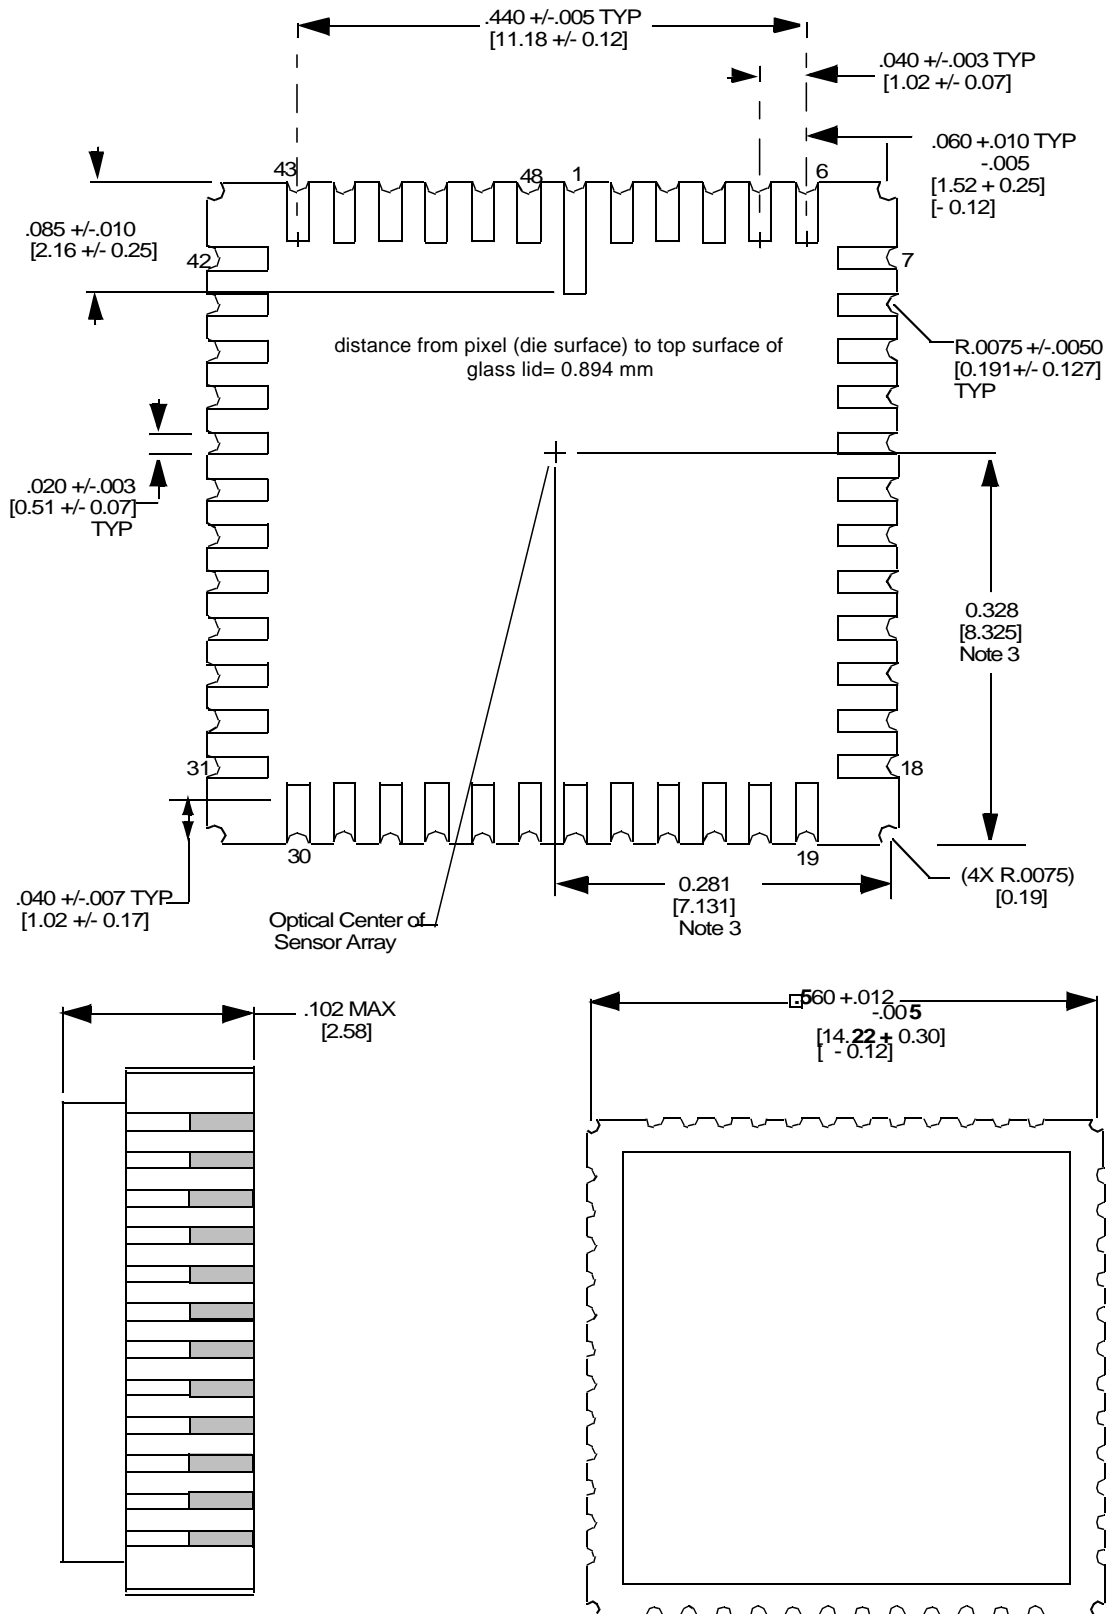 .440 +/-.005 TYP
[11.18 +/- 0.12]
.040 +/-.003 TYP
[1.02 +/- 0.07]
.060 +.010 TYP
-.005
[1.52 + 0.25]
[- 0.12]
43
48
1
6
.085 +/-.010
[2.16 +/- 0.25]
42
7
distance from pixel (die surface) to top surface of
glass lid= 0.894 mm
R.0075 +/-.0050
[0.191+/- 0.127]
TYP
.020 +/-.003
[0.51 +/- 0.07]
TYP
0.328
[8.325]
Note 3
31
18
30
19
.040 +/-.007 TYP
[1.02 +/- 0.17]
0.281
[7.131]
Note 3
(4X R.0075)
[0.19]
Optical Center of
Sensor Array
.102 MAX
[2.58]
.560 +.012
-.005
[14.22 + 0.30]
[ - 0.12]